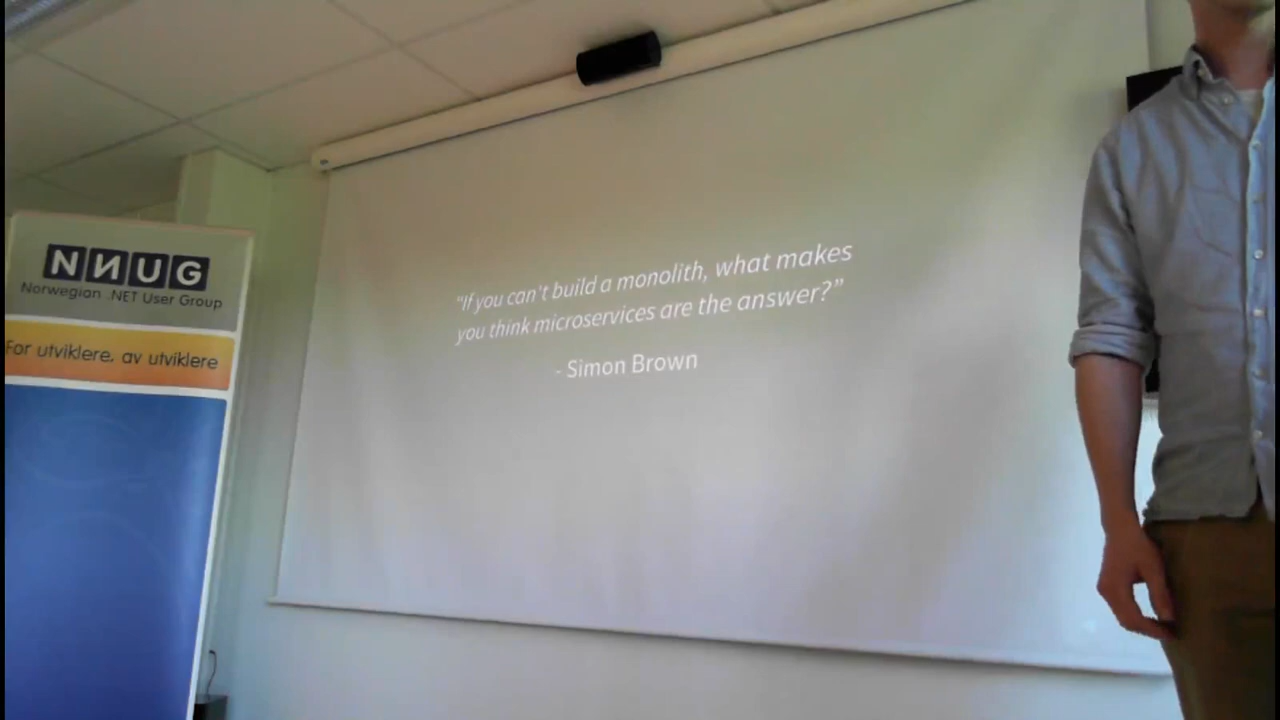 NИUG
Norwegian .NET User Group
For utviklere, av utviklere
“If you can't build a monolith, what makes
you think microservices are the answer?”
- Simon Brown